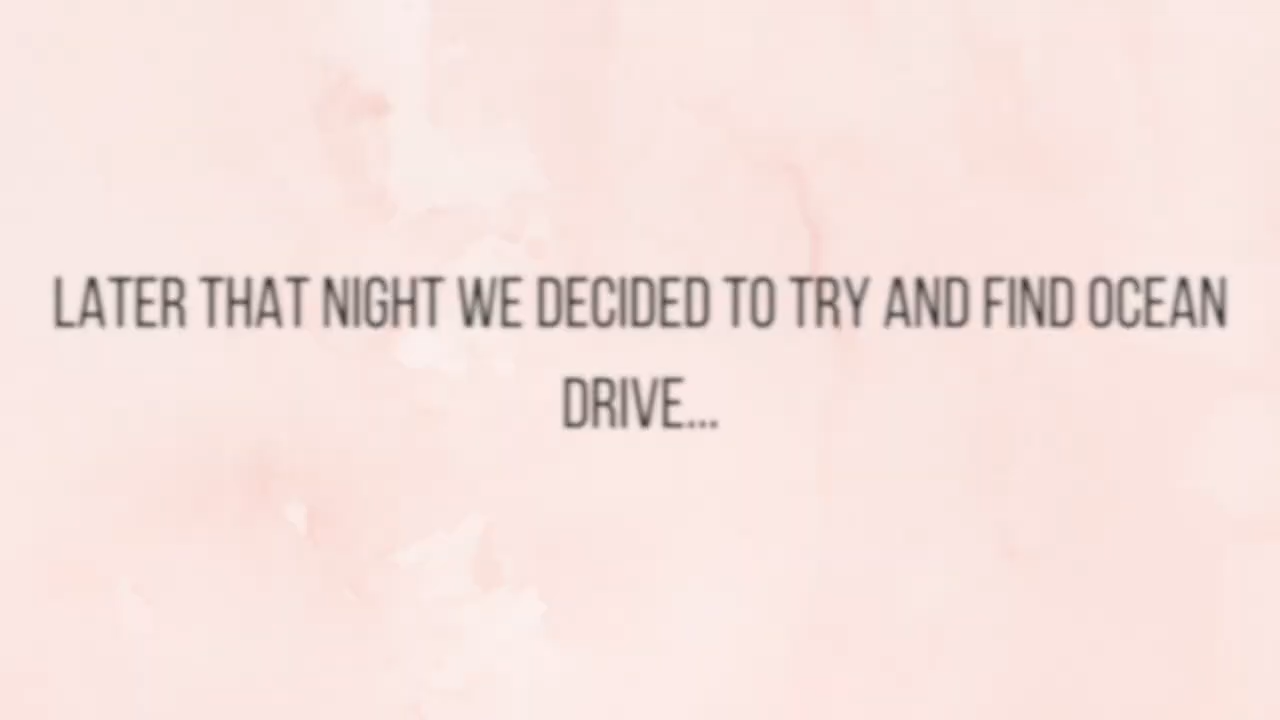 LATER THAT NIGHT WE DECIDED TO TRY AND FIND OCEAN
DRIVE...